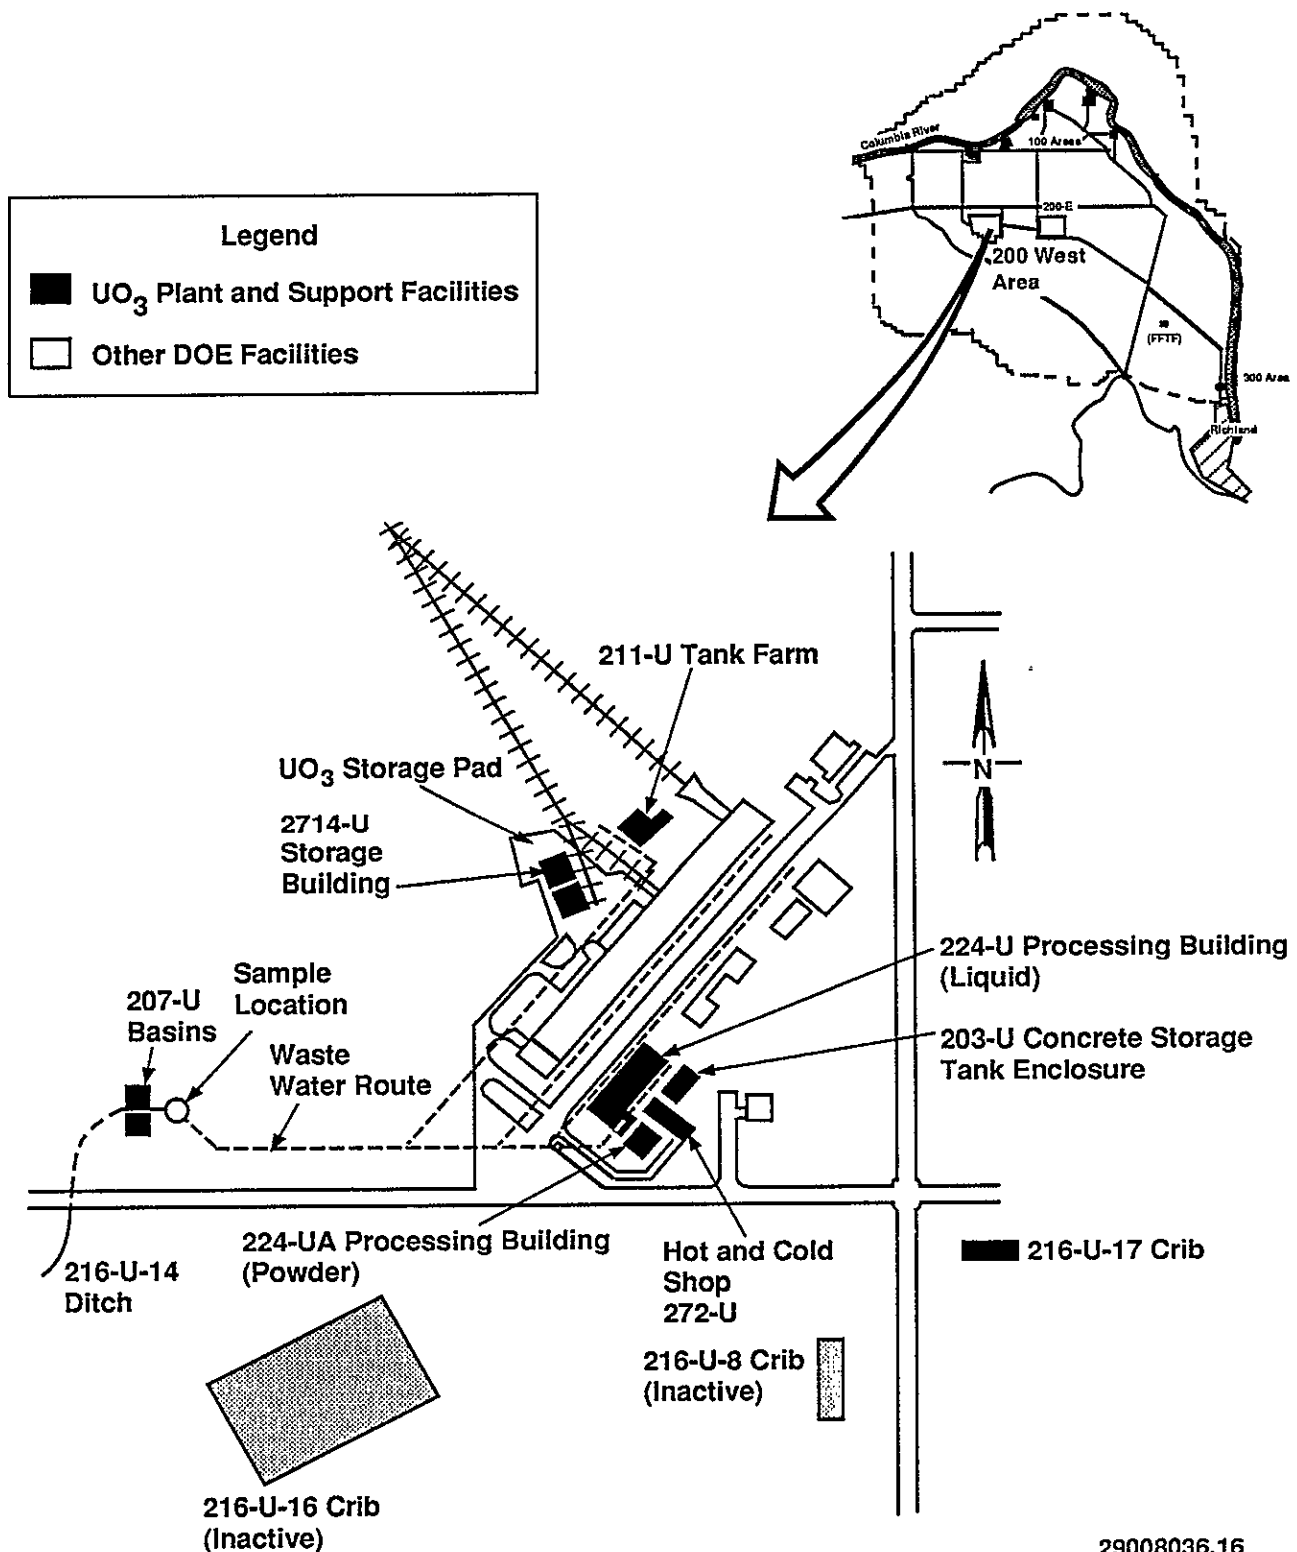 Columbia River
100 Areas
200-E
200 West
Area
(FFTF)
300 Area
Richland
Legend
UO3 Plant and Support Facilities
Other DOE Facilities
211-U Tank Farm
UO3 Storage Pad
2714-U
Storage
Building
N
224-U Processing Building
(Liquid)
203-U Concrete Storage
Tank Enclosure
Sample
Location
207-U
Basins
Waste
Water Route
224-UA Processing Building
(Powder)
Hot and Cold
Shop
272-U
216-U-17 Crib
216-U-14
Ditch
216-U-8 Crib
(Inactive)
216-U-16 Crib
(Inactive)
29008036.16